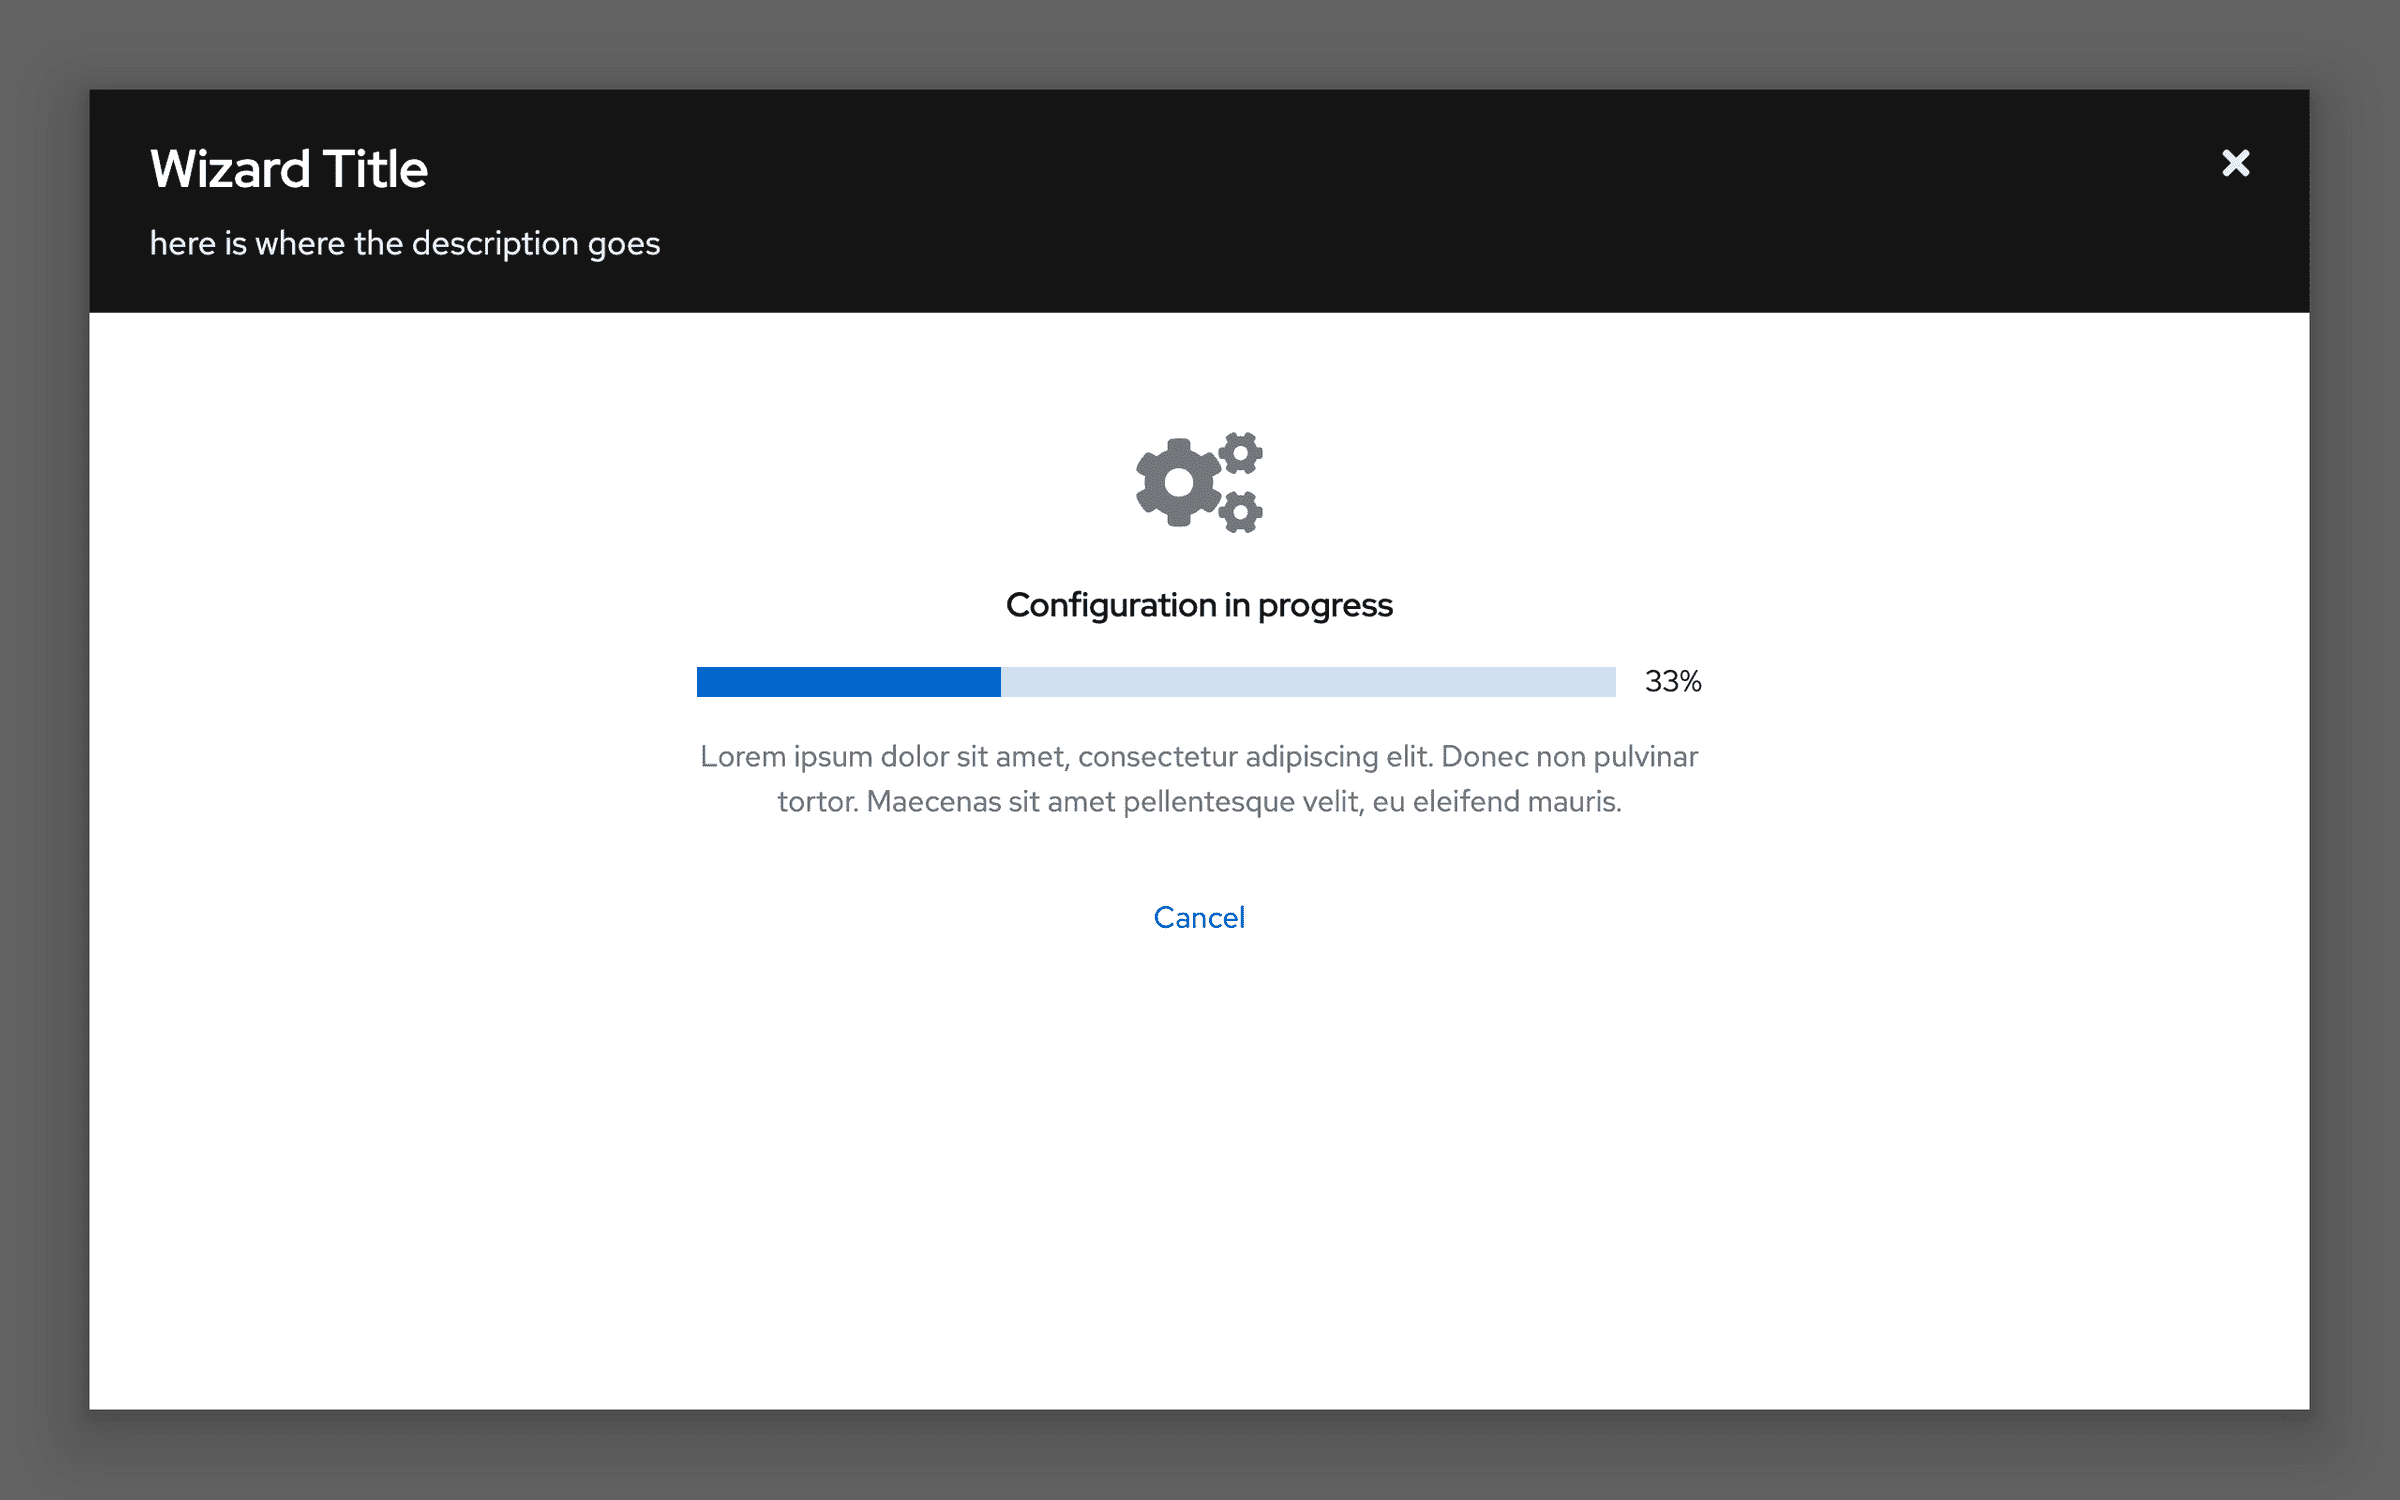 Wizard Title
here is where the description goes
Configuration in progress
33%
Lorem ipsum dolor sit amet, consectetur adipiscing elit. Donec non pulvinar
tortor. Maecenas sit amet pellentesque velit, eu eleifend mauris.
Cancel